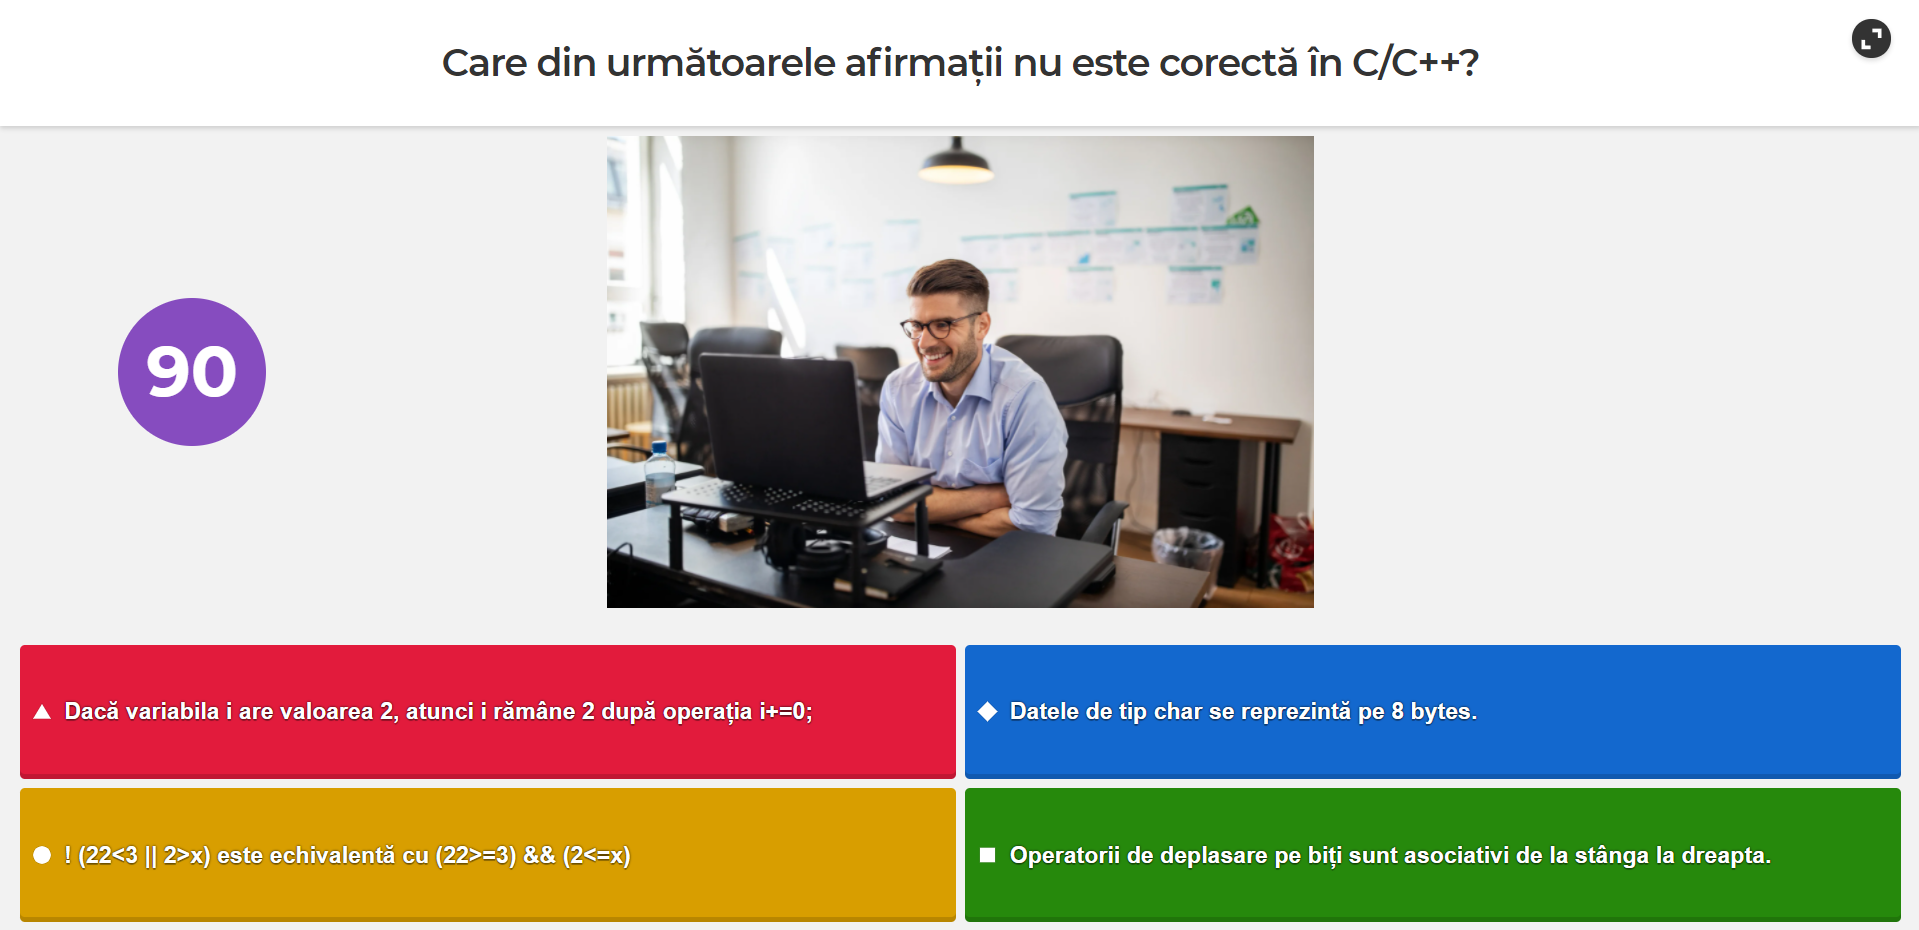 Care din următoarele afirmații nu este corectă în C/C++?
90
Dacă variabila i are valoarea 2, atunci i rămâne 2 după operația i+=0;
Datele de tip char se reprezintă pe 8 bytes.
! (22<3 || 2>x) este echivalentă cu (22>=3) && (2<=x)
Operatorii de deplasare pe biți sunt asociativi de la stânga la dreapta.